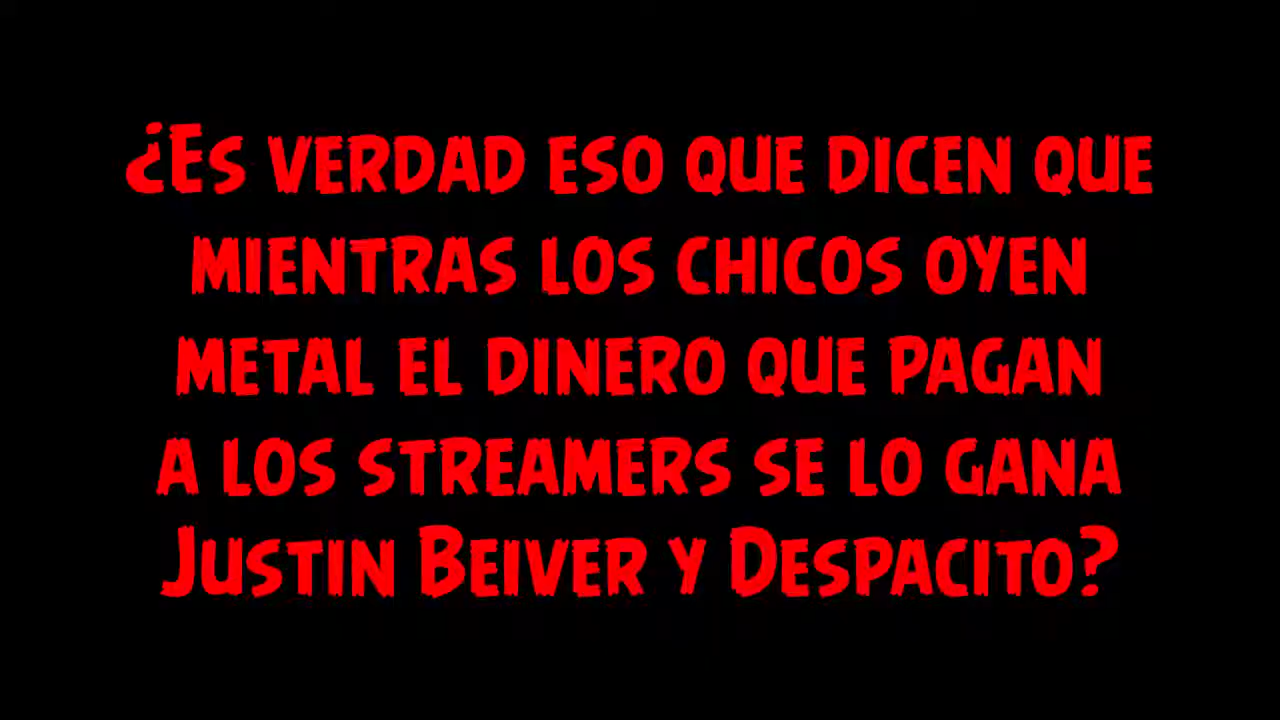 ¿Es verdad eso que dicen que
mientras los chicos oyen
metal el dinero que pagan
a los streamers se lo gana
Justin Beiver y Despacito?